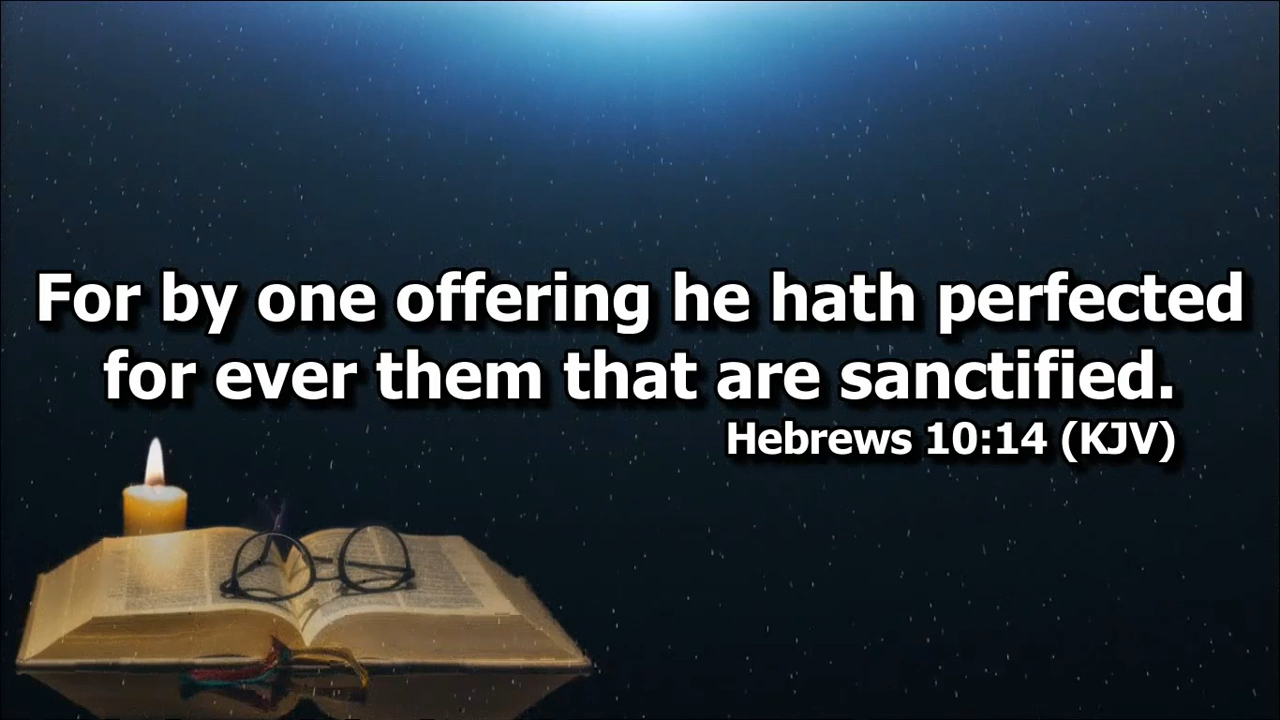 For by one offering he hath perfected
for ever them that are sanctified.
Hebrews 10:14 (KJV)